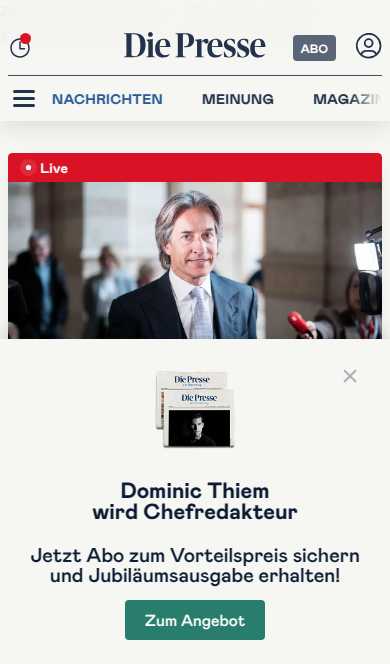 Die Presse
ABO
NACHRICHTEN MEINUNG MAGAZIN
Live
Die Presse
Die Presse
Dominic Thiem
wird Chefredakteur
Jetzt Abo zum Vorteilspreis sichern
und Jubiläumsausgabe erhalten!
Zum Angebot